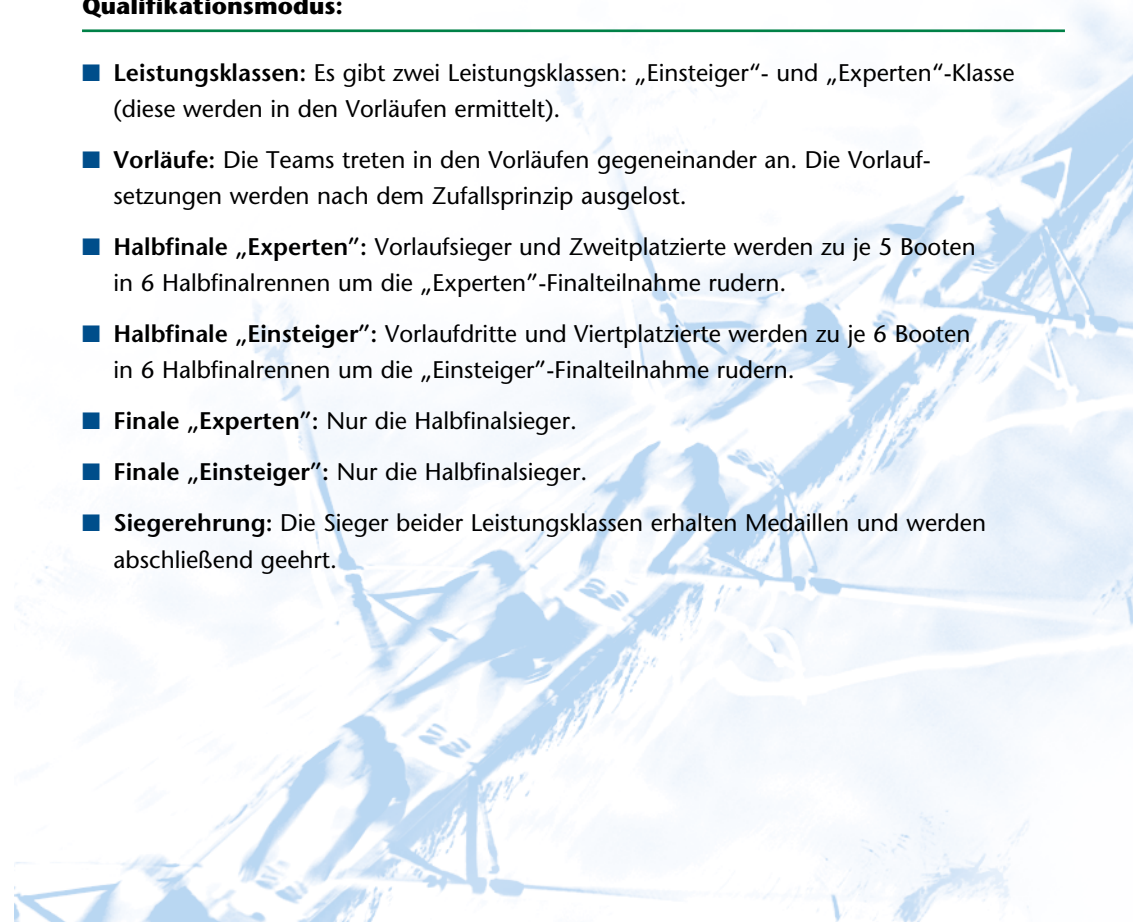 Qualifikationsmodus:
■ Leistungsklassen: Es gibt zwei Leistungsklassen: „Einsteiger“- und „Experten“-Klasse
(diese werden in den Vorläufen ermittelt).
■ Vorläufe: Die Teams treten in den Vorläufen gegeneinander an. Die Vorlauf-
setzungen werden nach dem Zufallsprinzip ausgelost.
■ Halbfinale „Experten“: Vorlaufsieger und Zweitplatzierte werden zu je 5 Booten
in 6 Halbfinalrennen um die „Experten“-Finalteilnahme rudern.
■ Halbfinale „Einsteiger“: Vorlaufdritte und Viertplatzierte werden zu je 6 Booten
in 6 Halbfinalrennen um die „Einsteiger“-Finalteilnahme rudern.
■ Finale „Experten“: Nur die Halbfinalsieger.
■ Finale „Einsteiger“: Nur die Halbfinalsieger.
■ Siegerehrung: Die Sieger beider Leistungsklassen erhalten Medaillen und werden
abschließend geehrt.